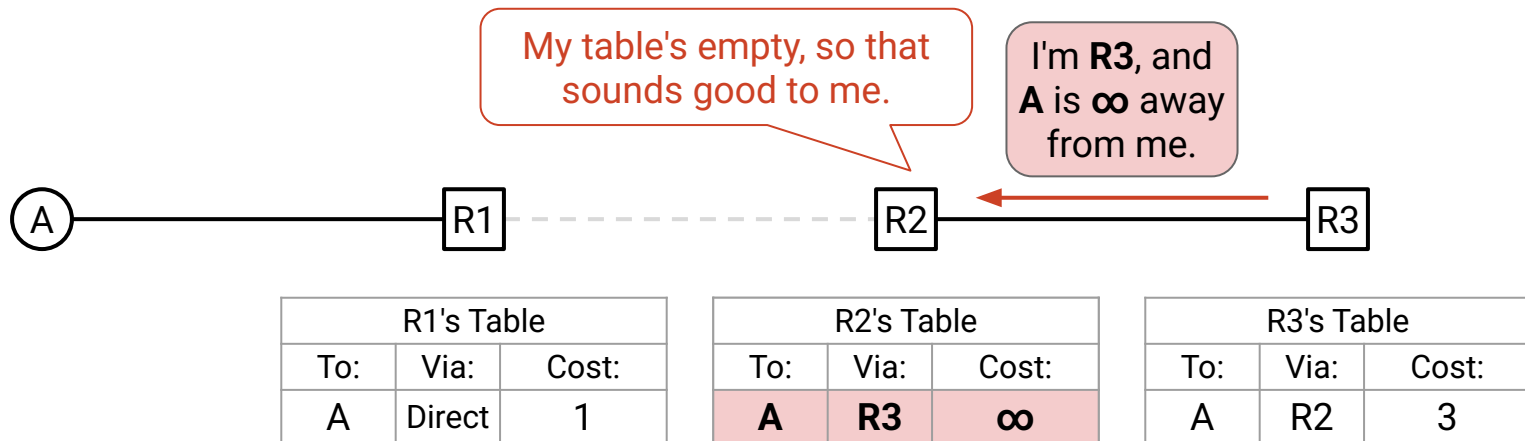 My table's empty, so that
sounds good to me.
I'm R3, and
A is ∞ away
from me.
A
R1
R2
R3
R1's Table
To: Via: Cost:
A Direct 1
R2's Table
To: Via: Cost:
A R3 ∞
R3's Table
To: Via: Cost:
A R2 3